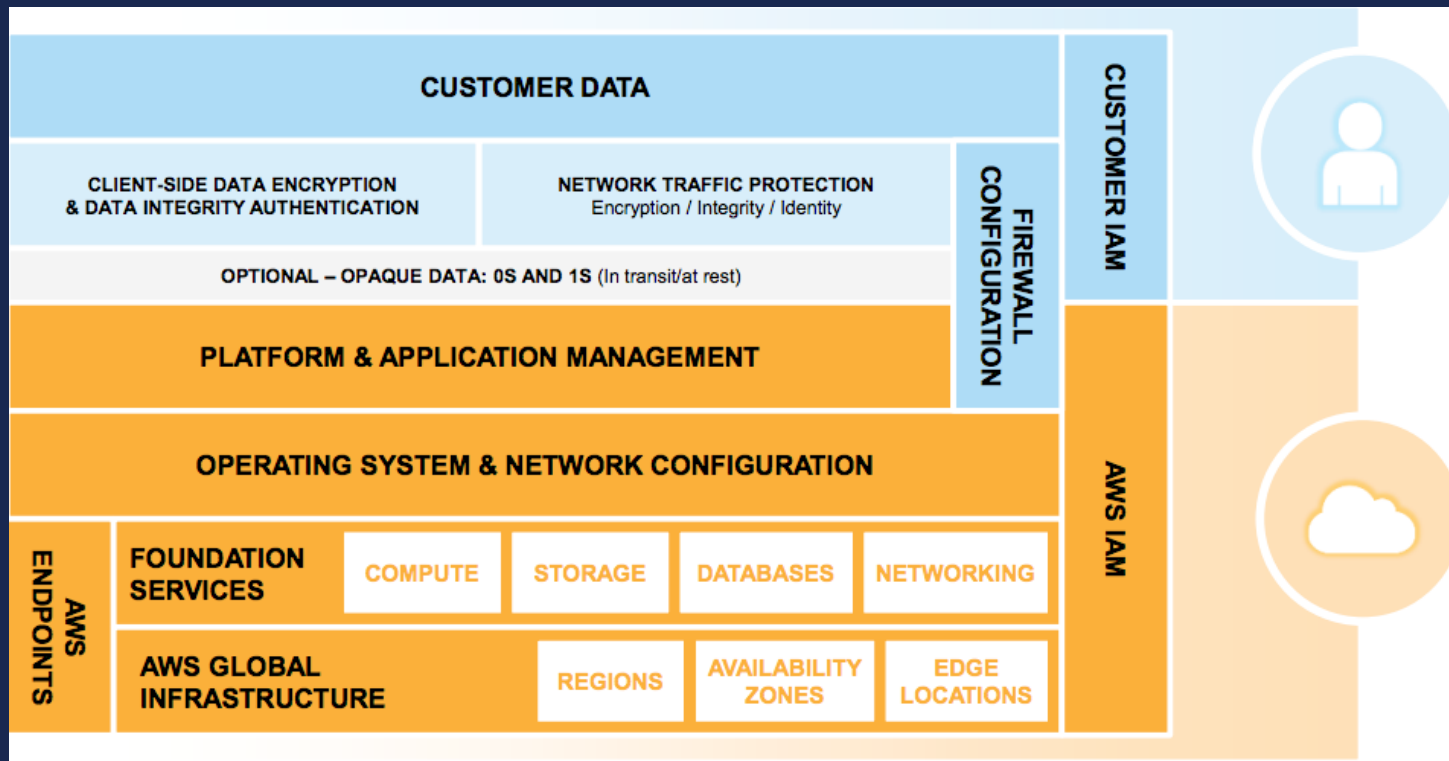 CUSTOMER DATA
CUSTOMER IAM
CLIENT-SIDE DATA ENCRYPTION
& DATA INTEGRITY AUTHENTICATION
NETWORK TRAFFIC PROTECTION
Encryption / Integrity / Identity
FIREWALL
CONFIGURATION
OPTIONAL – OPAQUE DATA: 0S AND 1S (In transit/at rest)
PLATFORM & APPLICATION MANAGEMENT
OPERATING SYSTEM & NETWORK CONFIGURATION
AWS IAM
AWS
ENDPOINTS
FOUNDATION
SERVICES
COMPUTE
STORAGE
DATABASES
NETWORKING
AWS GLOBAL
INFRASTRUCTURE
REGIONS
AVAILABILITY
ZONES
EDGE
LOCATIONS